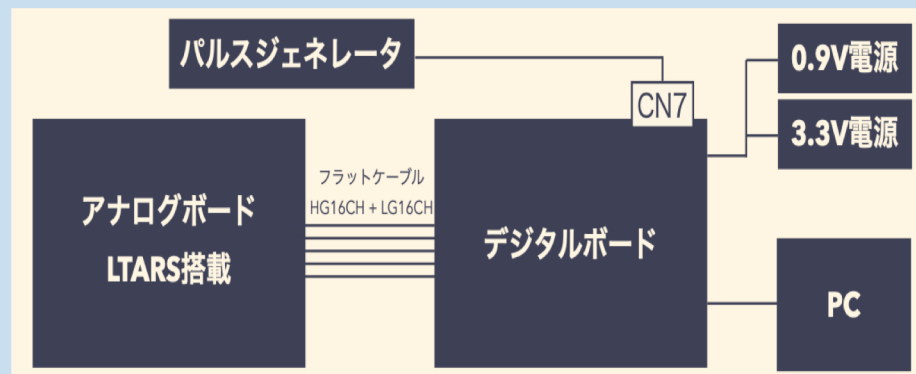 パルスジェネレータ
CN7
0.9V電源
3.3V電源
フラットケーブル
HG16CH + LG16CH
アナログボード
LTARS搭載
デジタルボード
PC